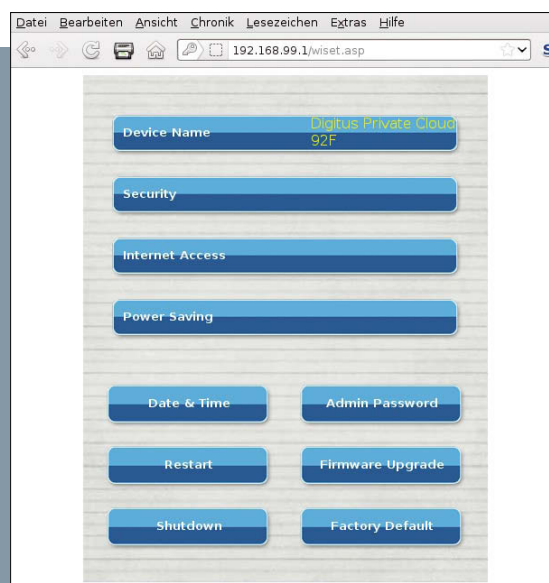 Datei Bearbeiten Ansicht Chronik Lesezeichen Extras Hilfe
192.168.99.1/wiset.asp
Device Name
Digitus Private Cloud
92F
Security
Internet Access
Power Saving
Date & Time Admin Password
Restart Firmware Upgrade
Shutdown Factory Default